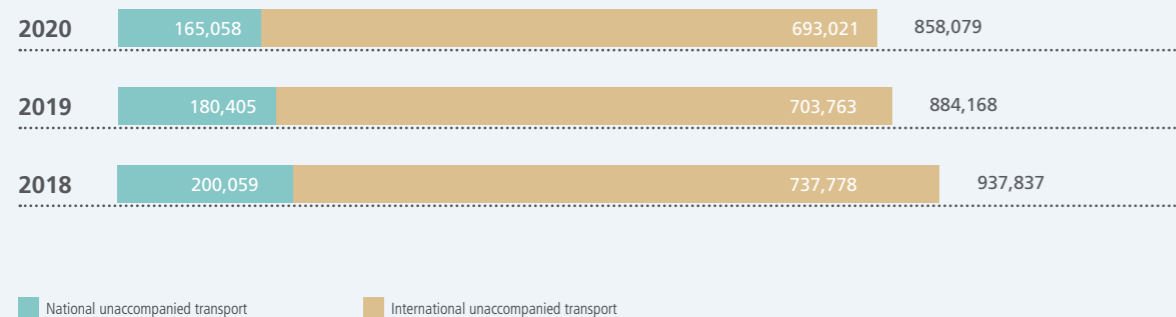 2020 165,058 693,021 858,079
2019 180,405 703,763 884,168
2018 200,059 737,778 937,837
National unaccompanied transport International unaccompanied transport